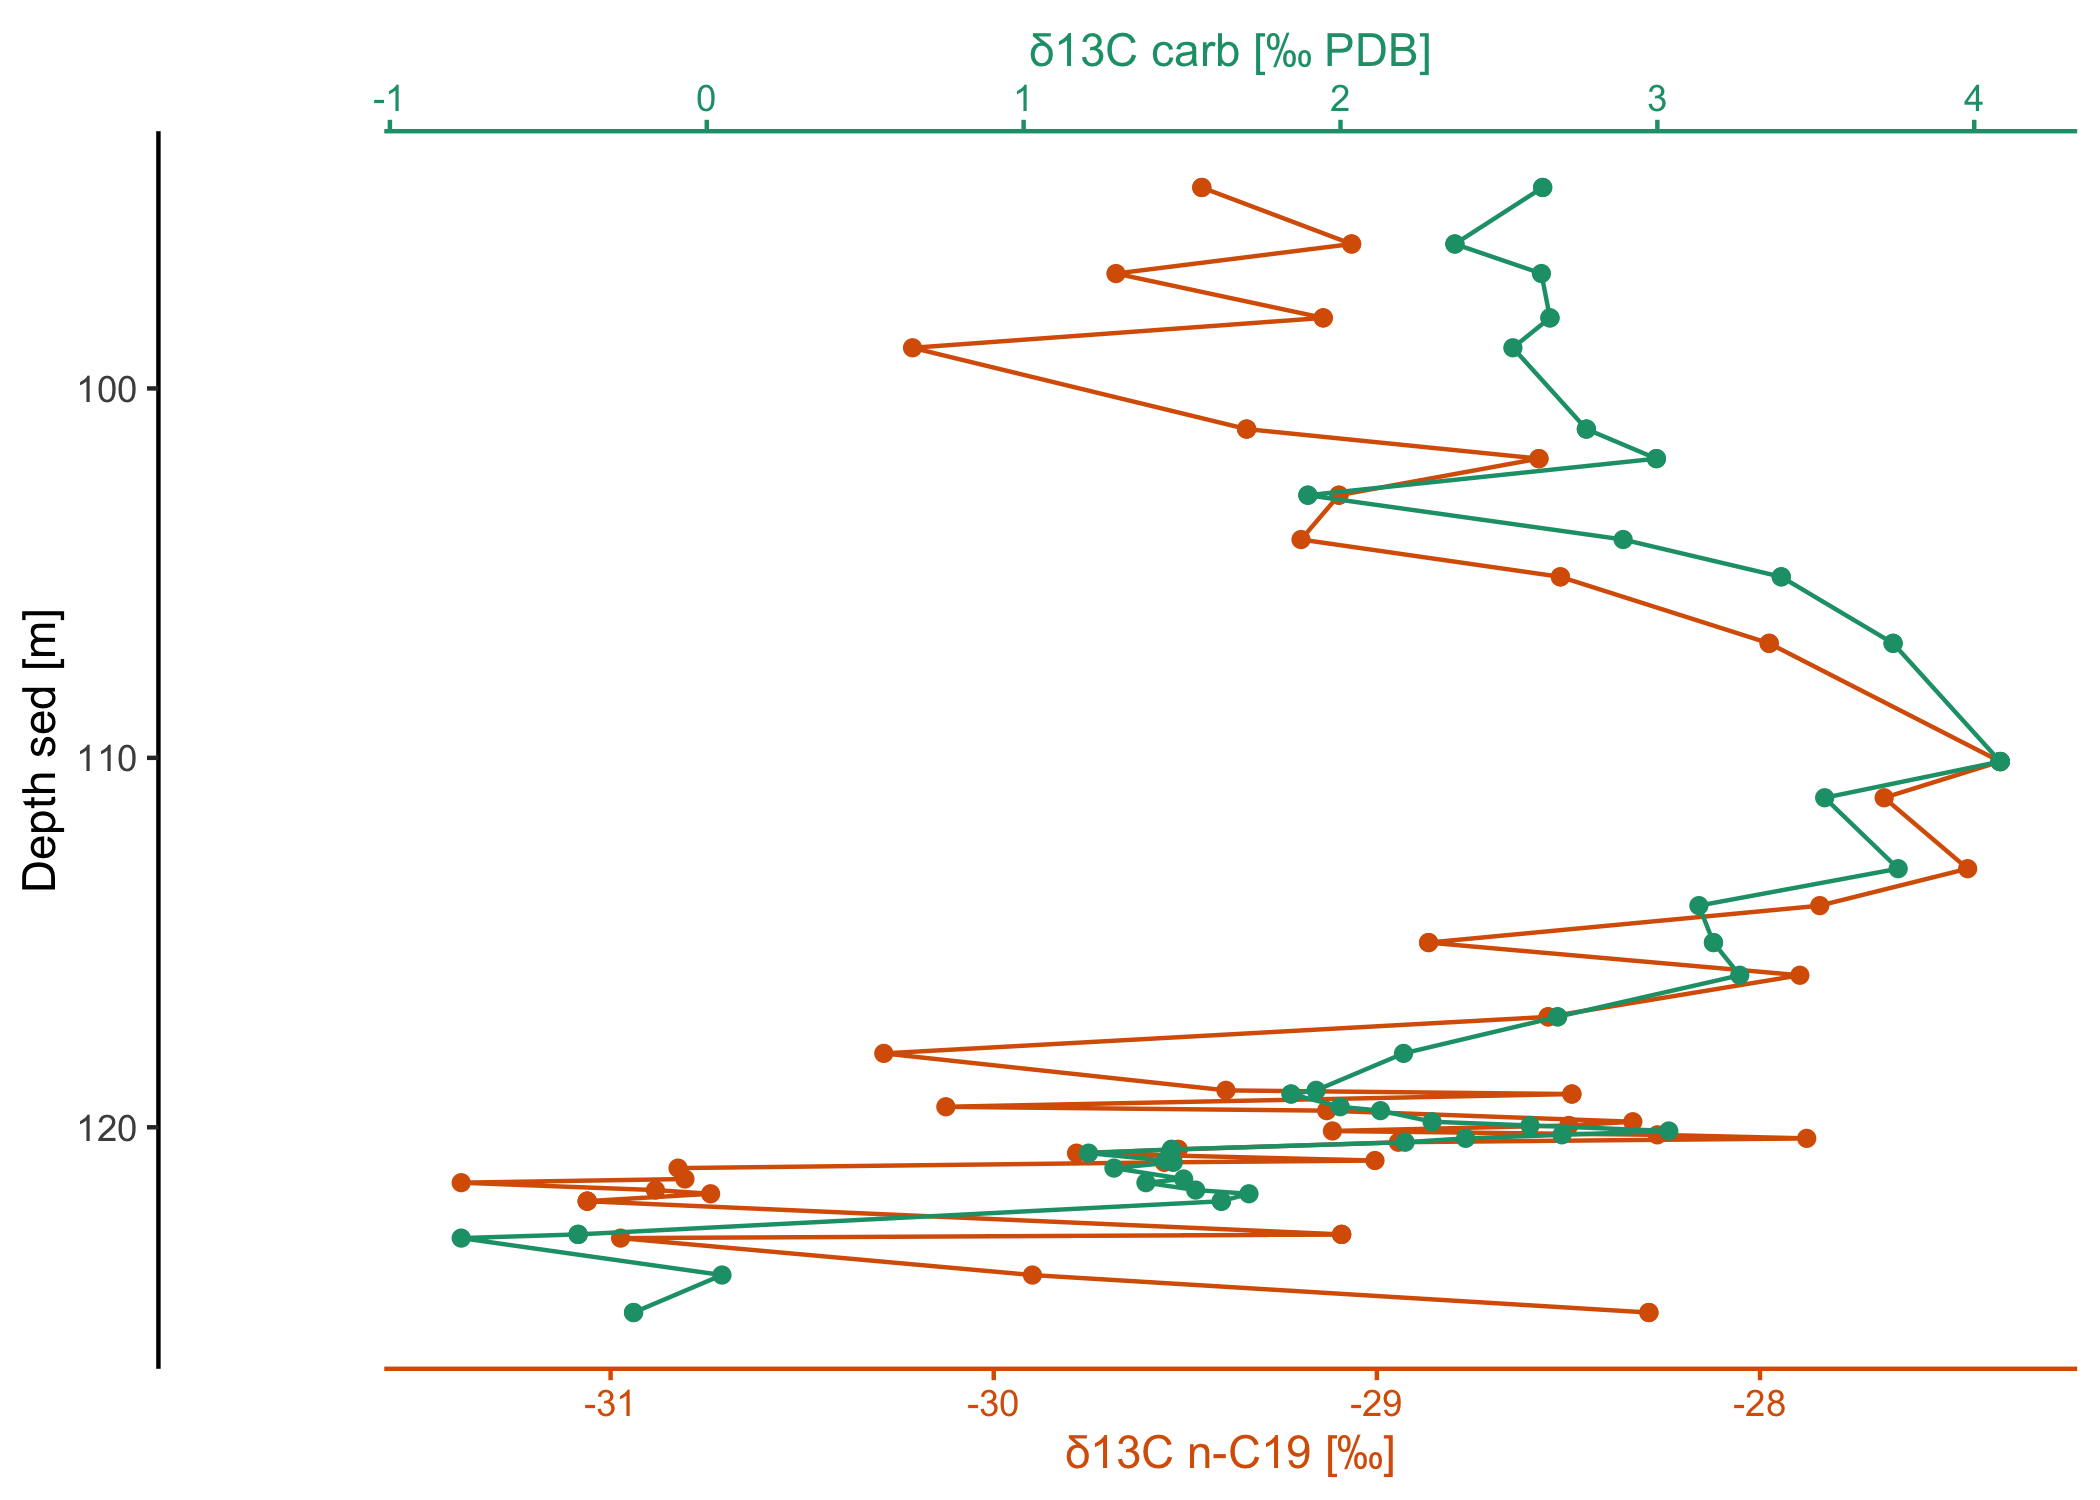 δ13C carb [‰ PDB]
-1 0 1 2 3 4
100
110
120
Depth sed [m]
-31 -30 -29 -28
δ13C n-C19 [‰]